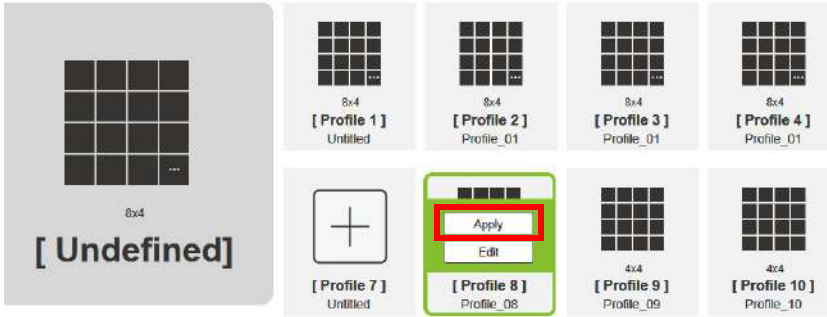 8x4
[ Undefined]
8x4
[ Profile 1 ]
Untitled
8x4
[ Profile 2 ]
Profile_01
8x4
[ Profile 3 ]
Profile_01
8x4
[ Profile 4 ]
Profile_01
[ Profile 7 ]
Untitled
Apply
Edit
[ Profile 8 ]
Profile_08
4x4
[ Profile 9 ]
Profile_09
4x4
[ Profile 10 ]
Profile_10